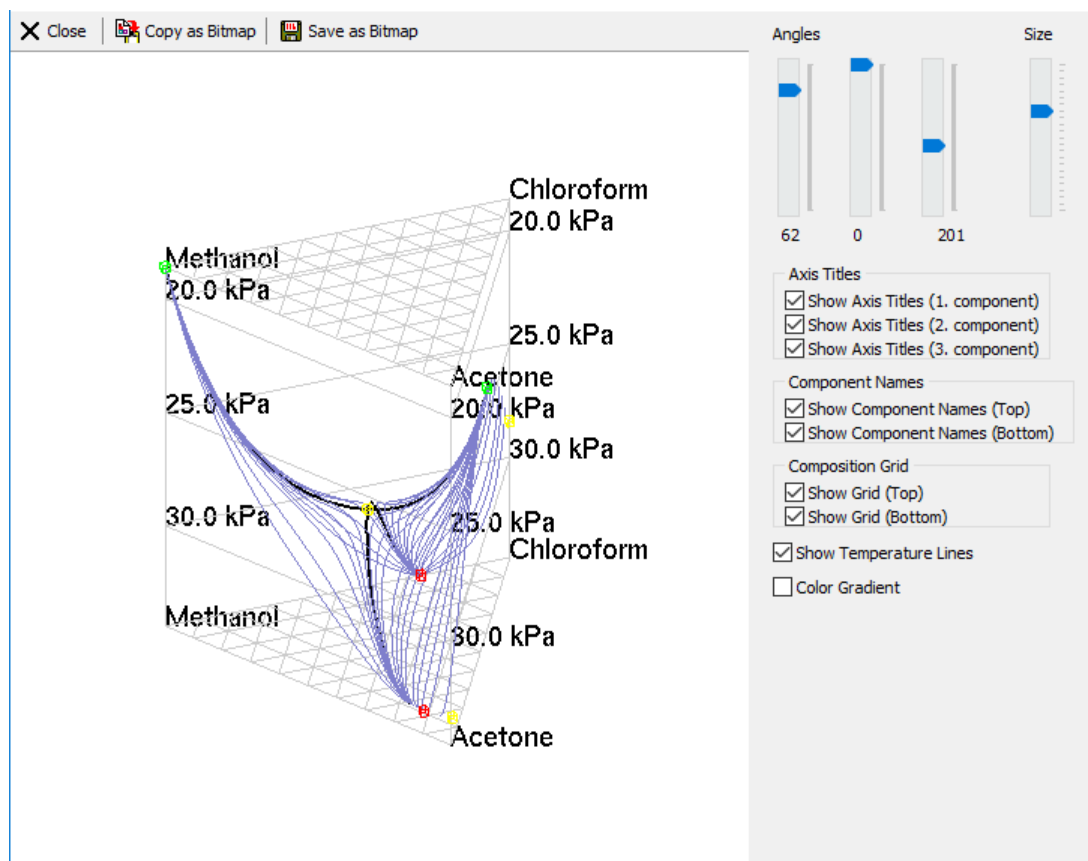 Close
Copy as Bitmap
Save as Bitmap
Chloroform
20.0 kPa
Methanol
20.0 kPa
25.0 kPa
Acetone
20.0 kPa
25.0 kPa
30.0 kPa
25.0 kPa
30.0 kPa
Chloroform
Methanol
30.0 kPa
Acetone
Angles
Size
62
0
201
Axis Titles
Show Axis Titles (1. component)
Show Axis Titles (2. component)
Show Axis Titles (3. component)
Component Names
Show Component Names (Top)
Show Component Names (Bottom)
Composition Grid
Show Grid (Top)
Show Grid (Bottom)
Show Temperature Lines
Color Gradient